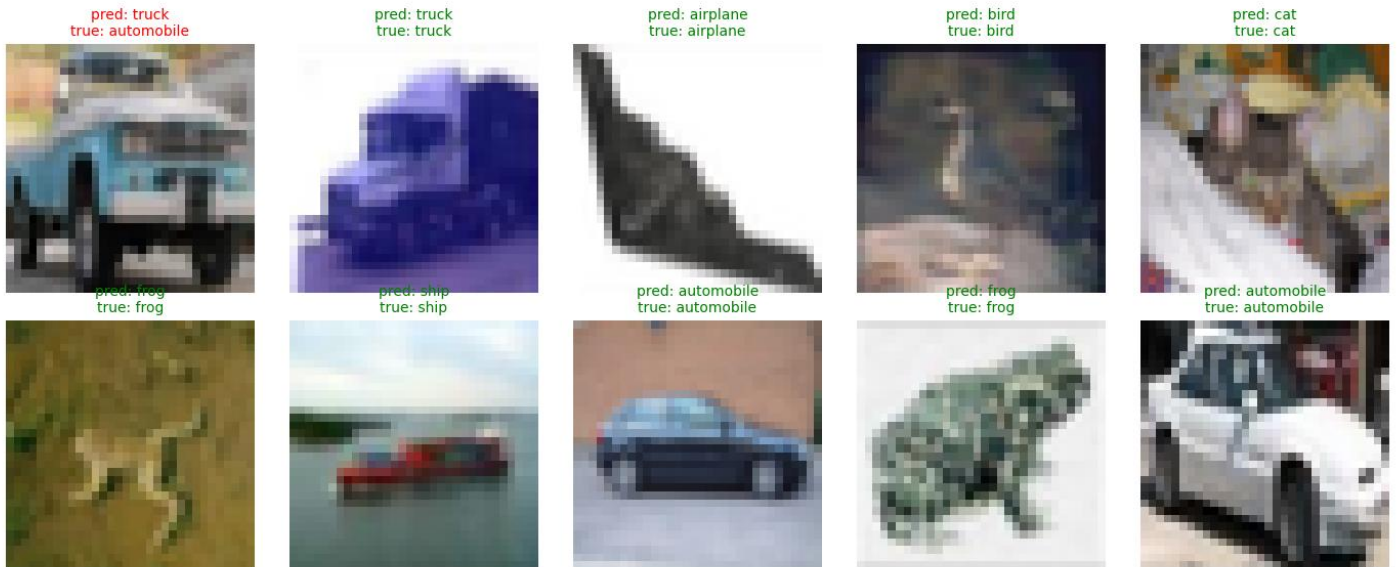 pred: truck
true: automobile
pred: truck
true: truck
pred: airplane
true: airplane
pred: bird
true: bird
pred: cat
true: cat
pred: frog
true: frog
pred: ship
true: ship
pred: automobile
true: automobile
pred: frog
true: frog
pred: automobile
true: automobile